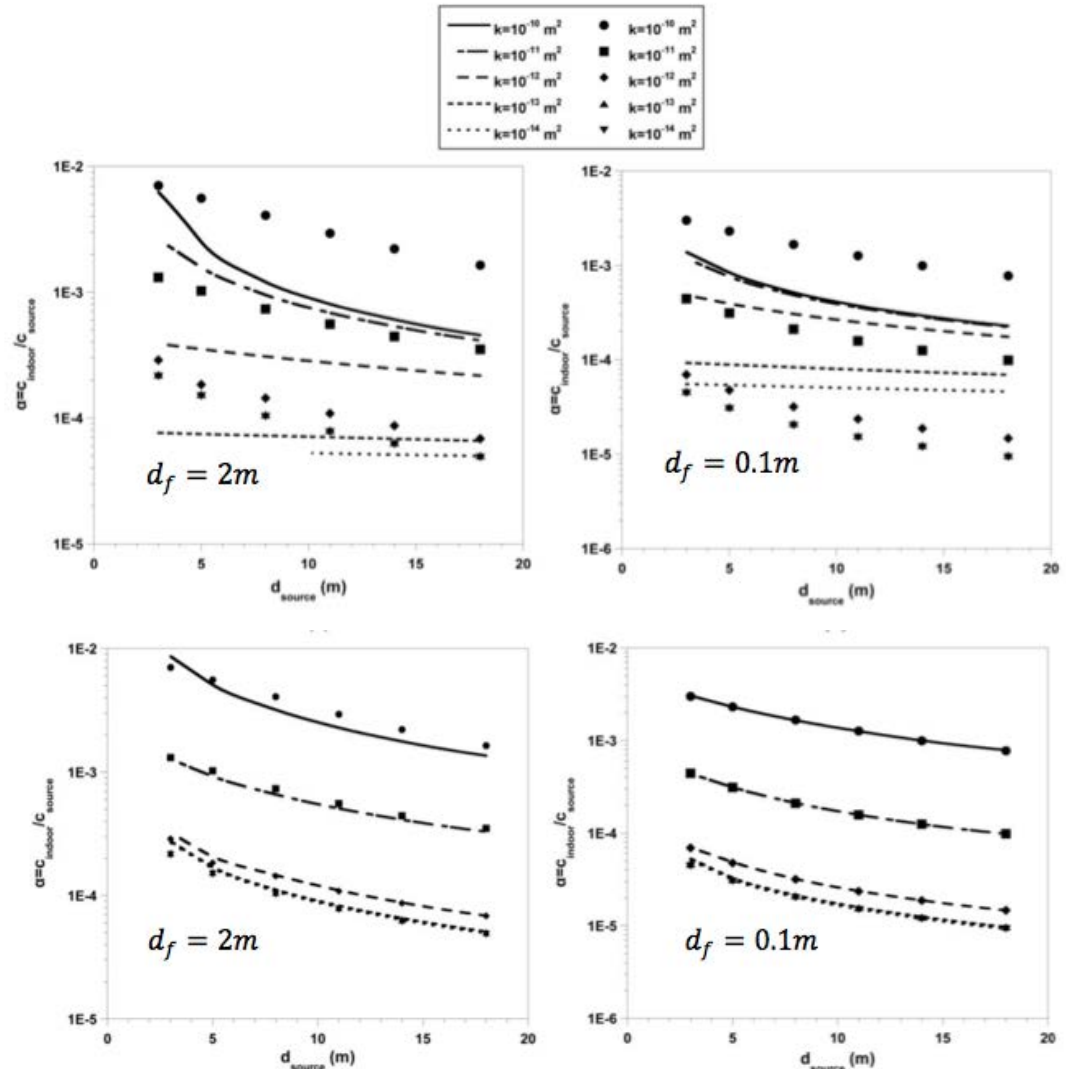 k=10⁻¹⁰ m² k=10⁻¹⁰ m²
k=10⁻¹¹ m² k=10⁻¹¹ m²
k=10⁻¹² m² k=10⁻¹² m²
k=10⁻¹³ m² k=10⁻¹³ m²
k=10⁻¹⁴ m² k=10⁻¹⁴ m²
1E-2
1E-3
1E-4
1E-5
α=c_indoor/c_source
d_f = 2m
0 5 10 15 20
d_source (m)
1E-2
1E-3
1E-4
1E-5
1E-6
α=c_indoor/c_source
d_f = 0.1m
0 5 10 15 20
d_source (m)
1E-2
1E-3
1E-4
1E-5
α=c_indoor/c_source
d_f = 2m
0 5 10 15 20
d_source (m)
1E-2
1E-3
1E-4
1E-5
1E-6
α=c_indoor/c_source
d_f = 0.1m
0 5 10 15 20
d_source (m)